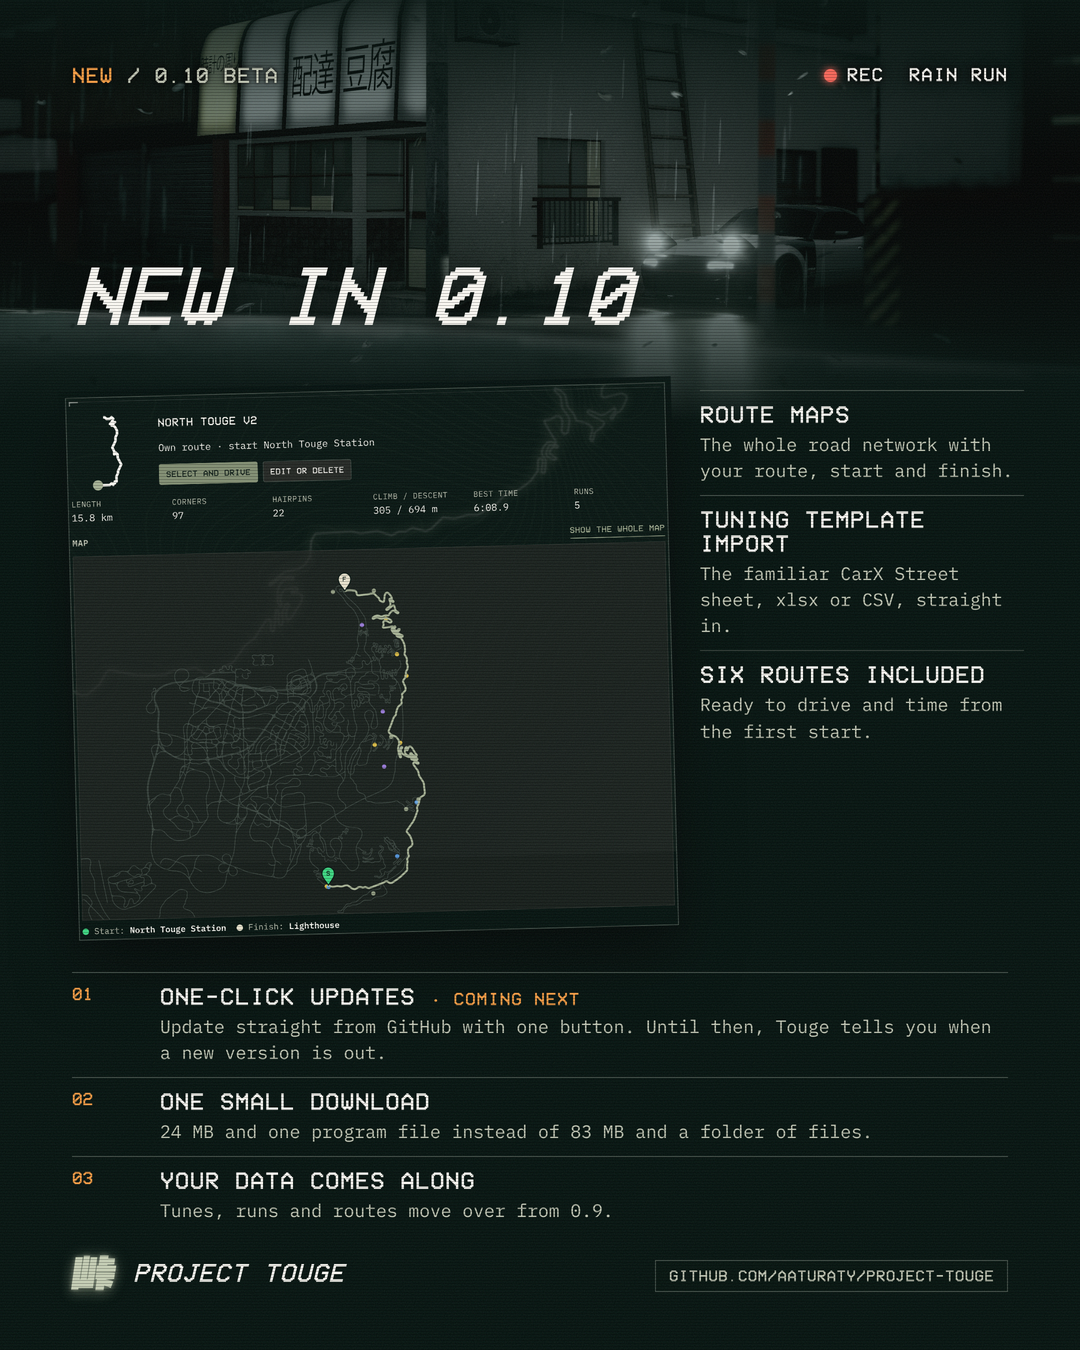 NEW / 0.10 BETA
配達 豆腐
REC RAIN RUN
NEW IN 0.10
NORTH TOUGE V2
Own route · start North Touge Station
SELECT AND DRIVE
EDIT OR DELETE
LENGTH
15.8 km
CORNERS
97
HAIRPINS
22
CLIMB / DESCENT
305 / 694 m
BEST TIME
6:08.9
RUNS
5
MAP
SHOW THE WHOLE MAP
F
S
Start: North Touge Station Finish: Lighthouse
ROUTE MAPS
The whole road network with
your route, start and finish.
TUNING TEMPLATE
IMPORT
The familiar CarX Street
sheet, xlsx or CSV, straight
in.
SIX ROUTES INCLUDED
Ready to drive and time from
the first start.
01
ONE-CLICK UPDATES · COMING NEXT
Update straight from GitHub with one button. Until then, Touge tells you when
a new version is out.
02
ONE SMALL DOWNLOAD
24 MB and one program file instead of 83 MB and a folder of files.
03
YOUR DATA COMES ALONG
Tunes, runs and routes move over from 0.9.
PROJECT TOUGE
GITHUB.COM/AATURATY/PROJECT-TOUGE